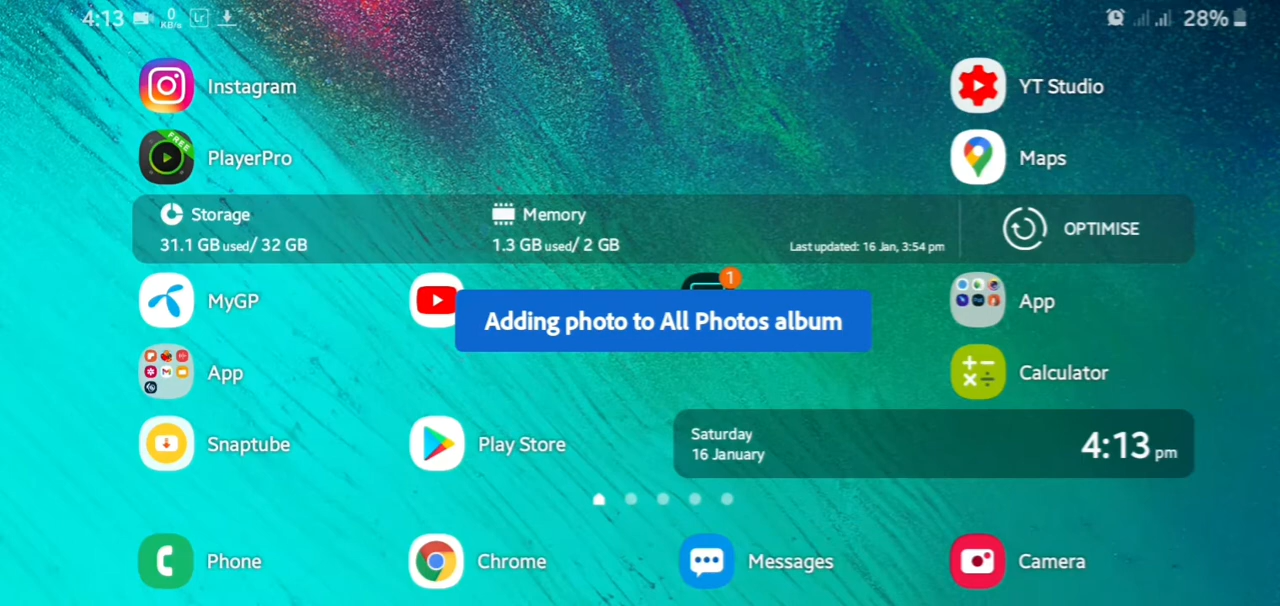 4:13 0 KB/s Lr 28%
Instagram YT Studio
FREE
PlayerPro Maps
Storage Memory
31.1 GB used/ 32 GB 1.3 GB used/ 2 GB Last updated: 16 Jan, 3:54 pm OPTIMISE
1
MyGP App
Adding photo to All Photos album
App Calculator
Saturday
Snaptube Play Store 4:13 pm
16 January
Phone Chrome Messages Camera